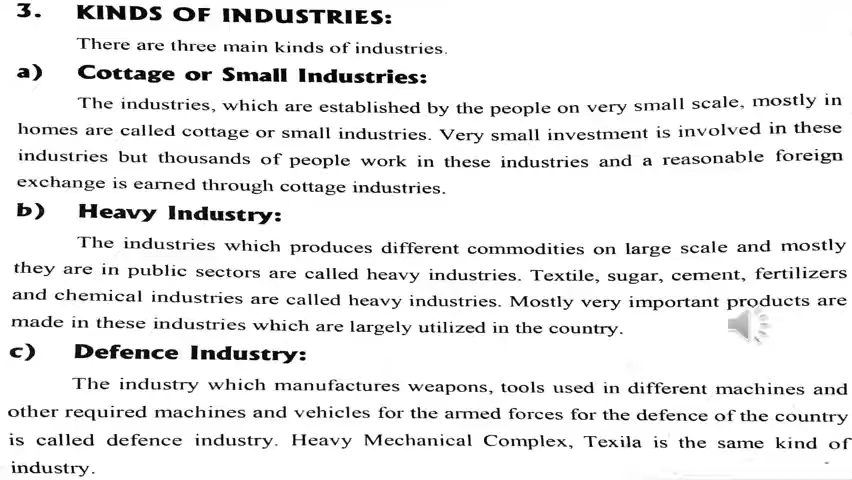 3. KINDS OF INDUSTRIES:
There are three main kinds of industries.
a) Cottage or Small Industries:
The industries, which are established by the people on very small scale, mostly in
homes are called cottage or small industries. Very small investment is involved in these
industries but thousands of people work in these industries and a reasonable foreign
exchange is earned through cottage industries.
b) Heavy Industry:
The industries which produces different commodities on large scale and mostly
they are in public sectors are called heavy industries. Textile, sugar, cement, fertilizers
and chemical industries are called heavy industries. Mostly very important products are
made in these industries which are largely utilized in the country.
c) Defence Industry:
The industry which manufactures weapons, tools used in different machines and
other required machines and vehicles for the armed forces for the defence of the country
is called defence industry. Heavy Mechanical Complex, Texila is the same kind of
industry.